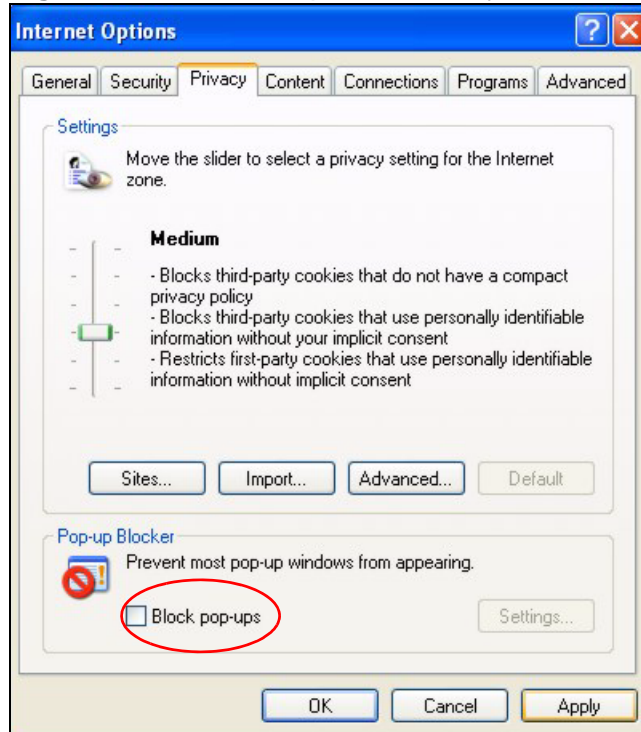 Internet Options
General Security Privacy Content Connections Programs Advanced
Settings
Move the slider to select a privacy setting for the Internet
zone.
Medium
- Blocks third-party cookies that do not have a compact
privacy policy
- Blocks third-party cookies that use personally identifiable
information without your implicit consent
- Restricts first-party cookies that use personally identifiable
information without implicit consent
Sites... Import... Advanced... Default
Pop-up Blocker
Prevent most pop-up windows from appearing.
Block pop-ups Settings...
OK Cancel Apply